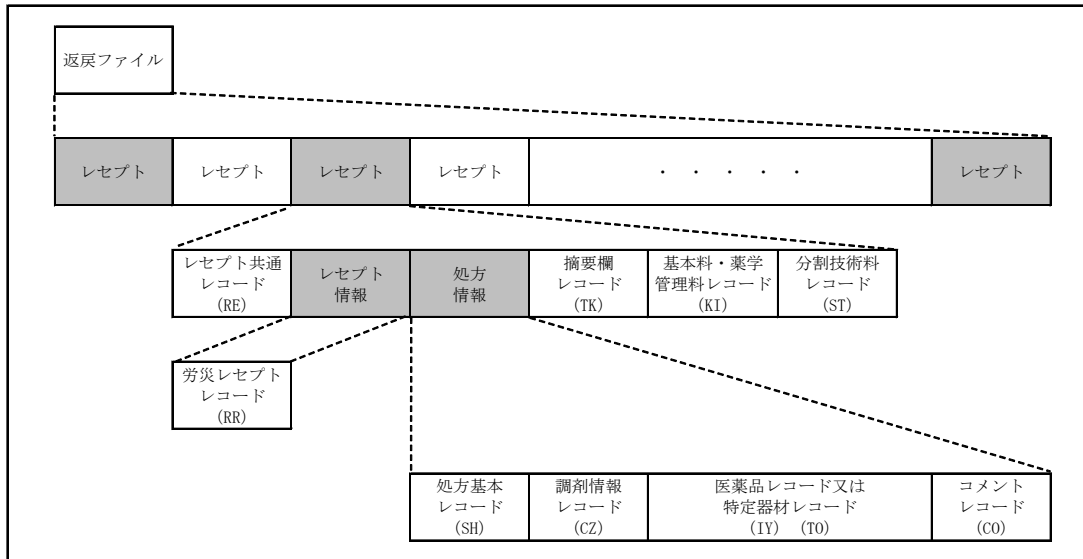 返戻ファイル
レセプト
レセプト
レセプト
レセプト
・ ・ ・ ・ ・
レセプト
レセプト共通
レコード
(RE)
レセプト
情報
処方
情報
摘要欄
レコード
(TK)
基本料・薬学
管理料レコード
(KI)
分割技術料
レコード
(ST)
労災レセプト
レコード
(RR)
処方基本
レコード
(SH)
調剤情報
レコード
(CZ)
医薬品レコード又は
特定器材レコード
(IY) (TO)
コメント
レコード
(CO)